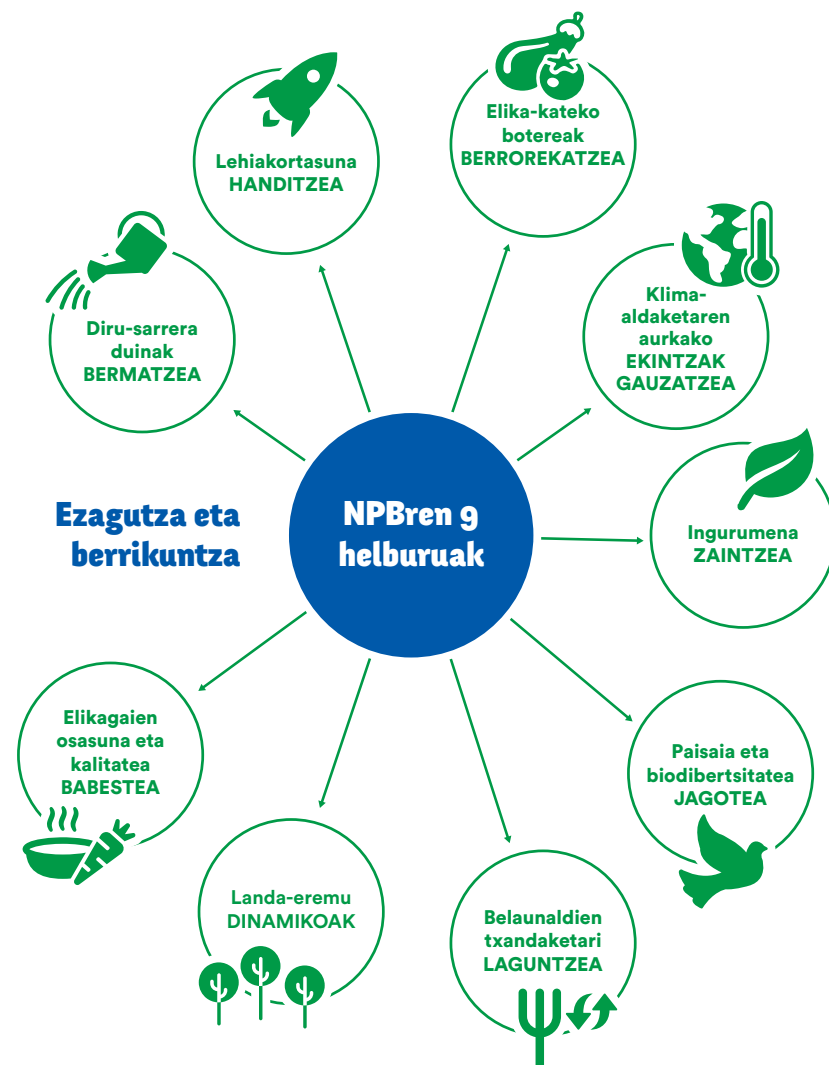 Elika-kateko
botereak
BERROREKATZEA
Lehiakortasuna
HANDITZEA
Klima-
aldaketaren
aurkako
EKINTZAK
GAUZATZEA
Diru-sarrera
duinak
BERMATZEA
Ezagutza eta
berrikuntza
NPBren 9
helburuak
Ingurumena
ZAINTZEA
Elikagaien
osasuna eta
kalitatea
BABESTEA
Paisaia eta
biodibertsitatea
JAGOTEA
Landa-eremu
DINAMIKOAK
Belaunaldien
txandaketari
LAGUNTZEA